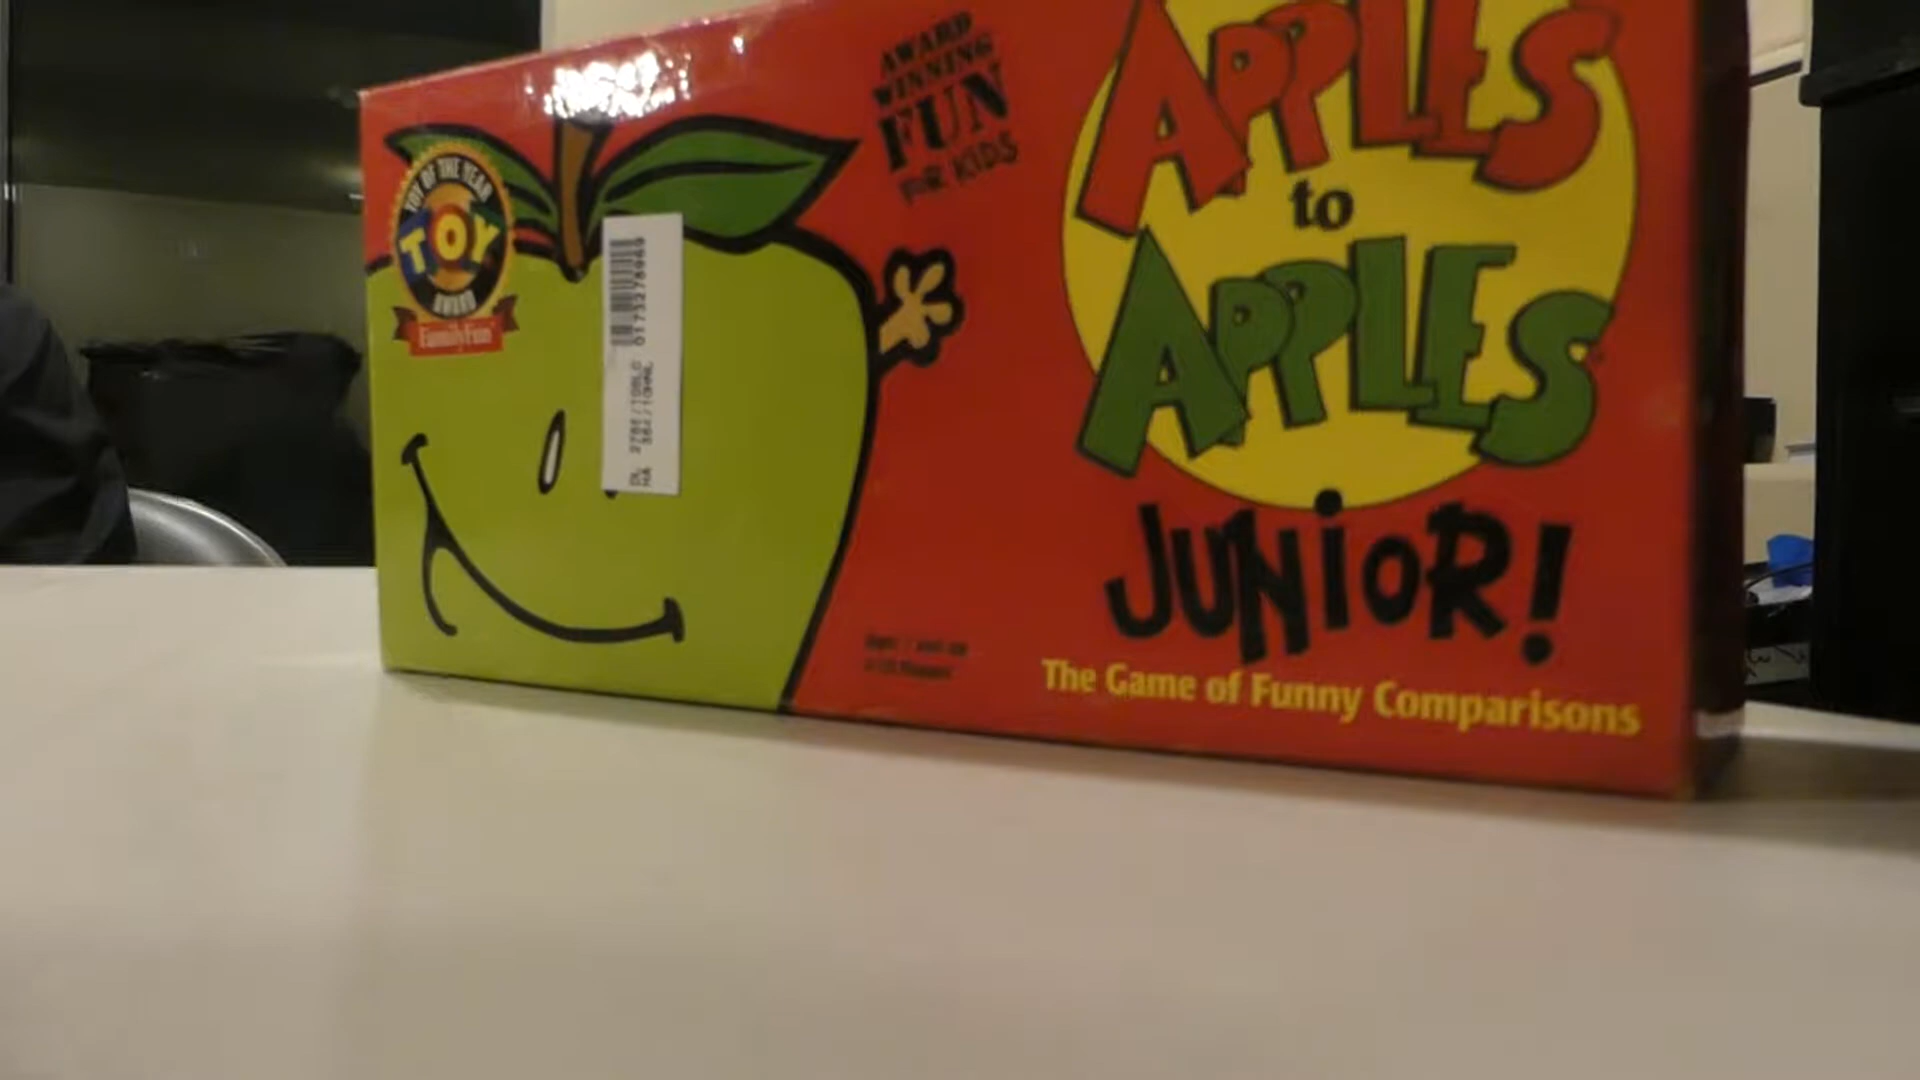 AWARD
WINNING
FUN
FOR KIDS
APPLES
to
APPLES
JUNIOR!
The Game of Funny Comparisons
TOY OF THE YEAR
TOY
AWARD
FamilyFun